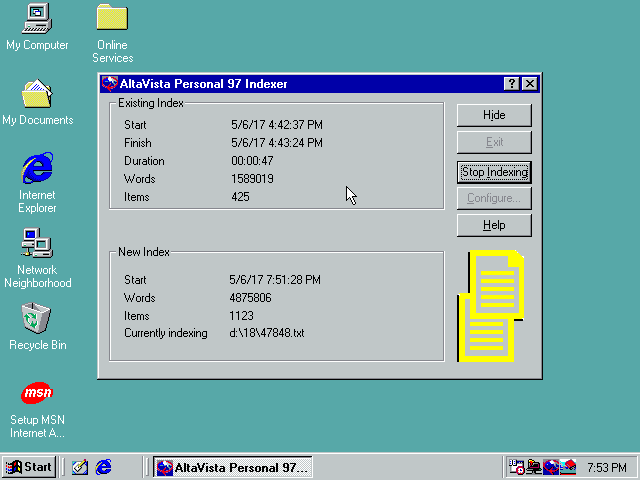 My Computer
Online
Services
My Documents
Internet
Explorer
Network
Neighborhood
Recycle Bin
msn
Setup MSN
Internet A...
AltaVista Personal 97 Indexer
Existing Index
Start 5/6/17 4:42:37 PM
Finish 5/6/17 4:43:24 PM
Duration 00:00:47
Words 1589019
Items 425
Hide
Exit
Stop Indexing
Configure...
Help
New Index
Start 5/6/17 7:51:28 PM
Words 4875806
Items 1123
Currently indexing d:\18\47848.txt
Start
AltaVista Personal 97...
7:53 PM